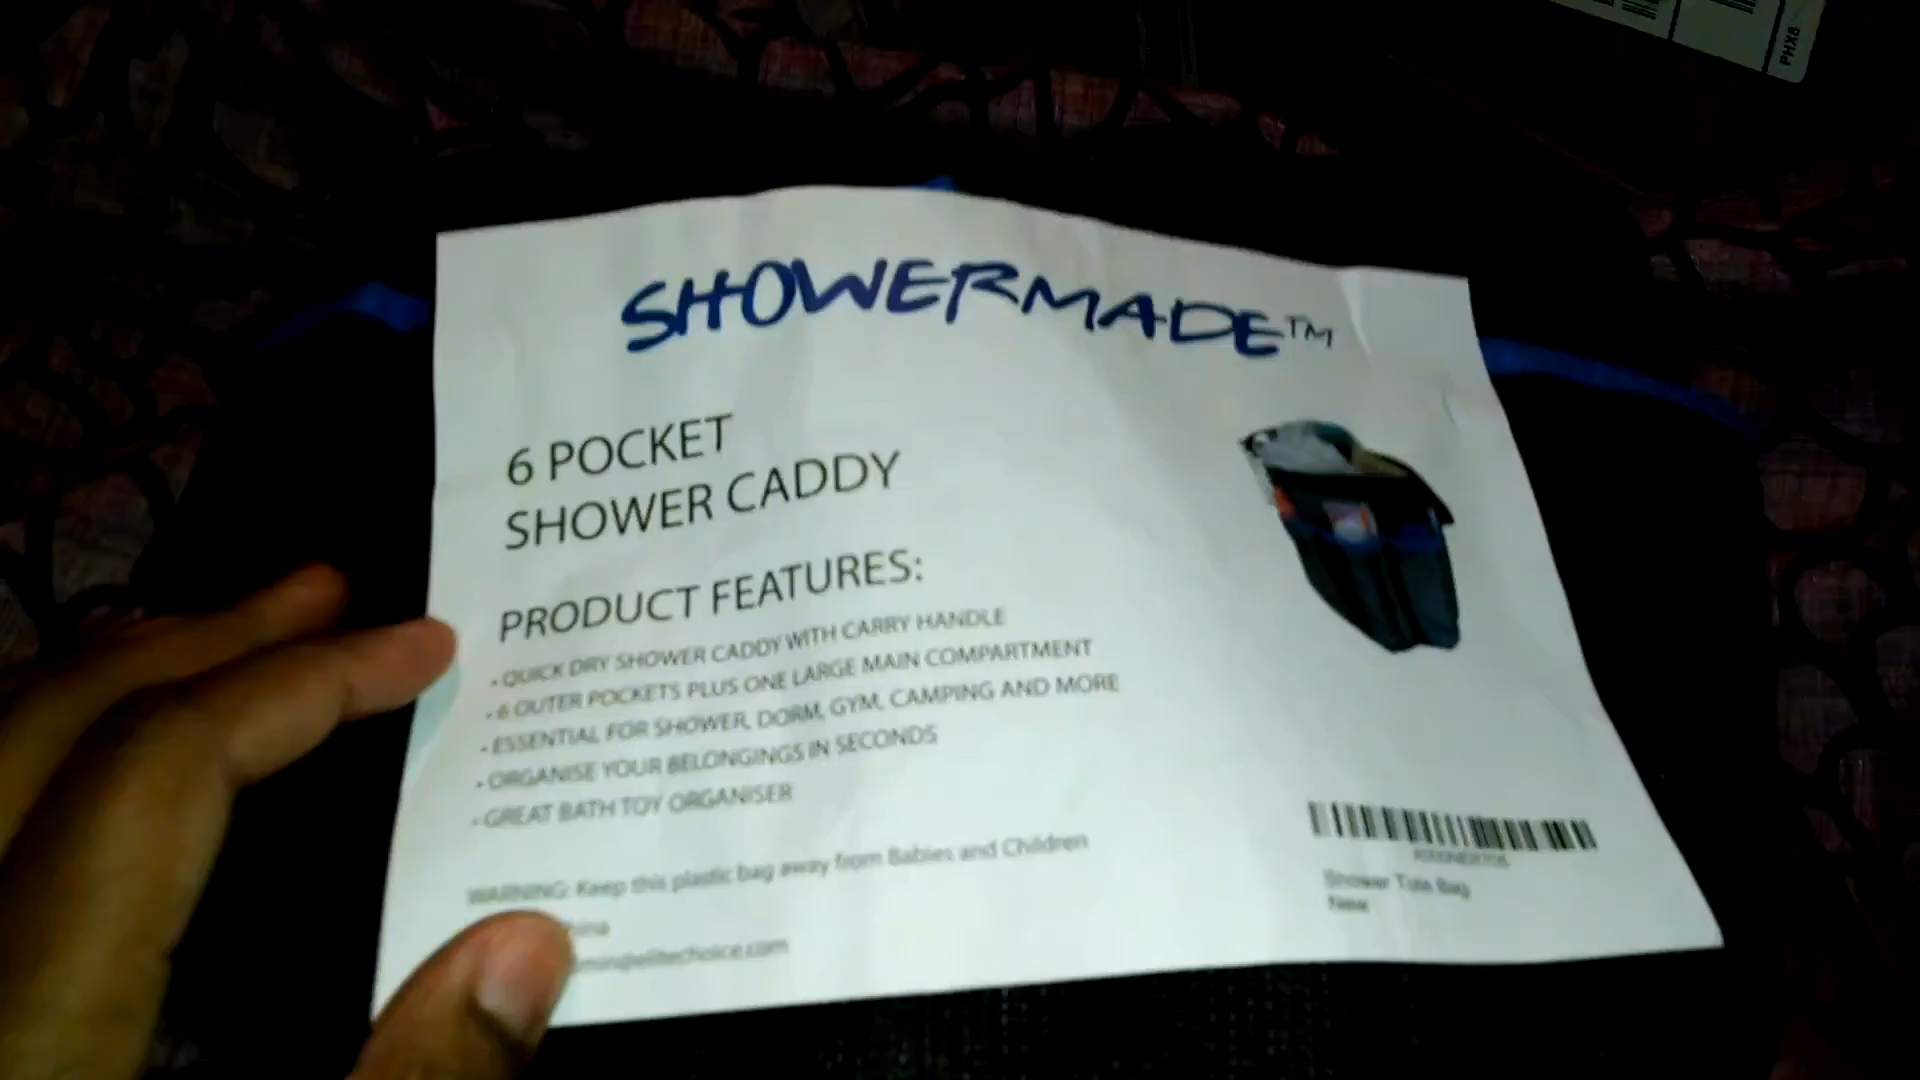 PHX8
SHOWERMADE™
6 POCKET
SHOWER CADDY
PRODUCT FEATURES:
• QUICK DRY SHOWER CADDY WITH CARRY HANDLE
• 6 OUTER POCKETS PLUS ONE LARGE MAIN COMPARTMENT
• ESSENTIAL FOR SHOWER, DORM, GYM, CAMPING AND MORE
• ORGANISE YOUR BELONGINGS IN SECONDS
• GREAT BATH TOY ORGANISER
WARNING: Keep this plastic bag away from Babies and Children
Shower Tote Bag
New